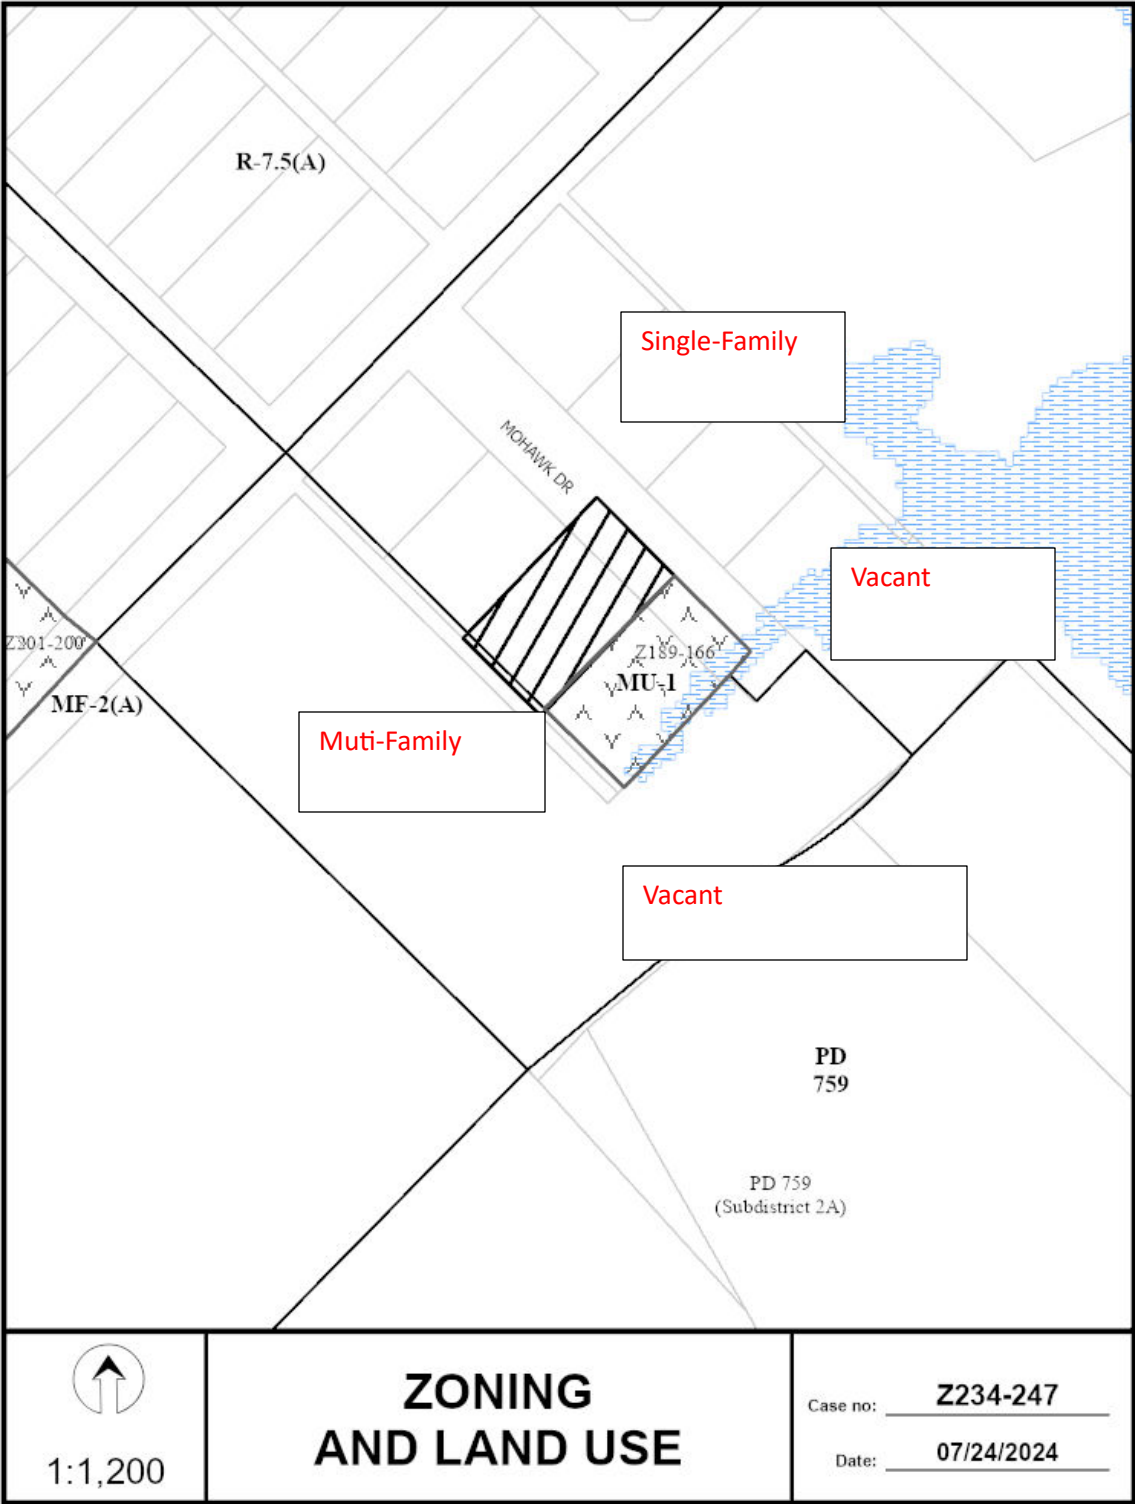 R-7.5(A)
Single-Family
MOHAWK DR
Vacant
Z201-200
Z189-166
MU-1
MF-2(A)
Muti-Family
Vacant
PD
759
PD 759
(Subdistrict 2A)
1:1,200
ZONING
AND LAND USE
Case no: Z234-247
Date: 07/24/2024